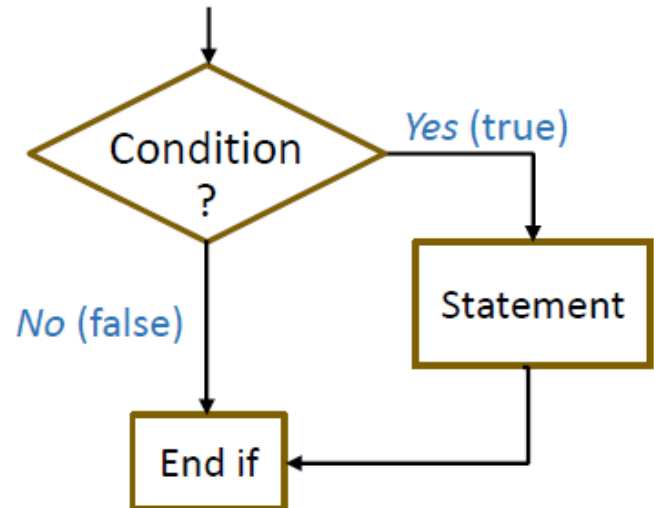 Condition
?
Yes (true)
Statement
No (false)
End if